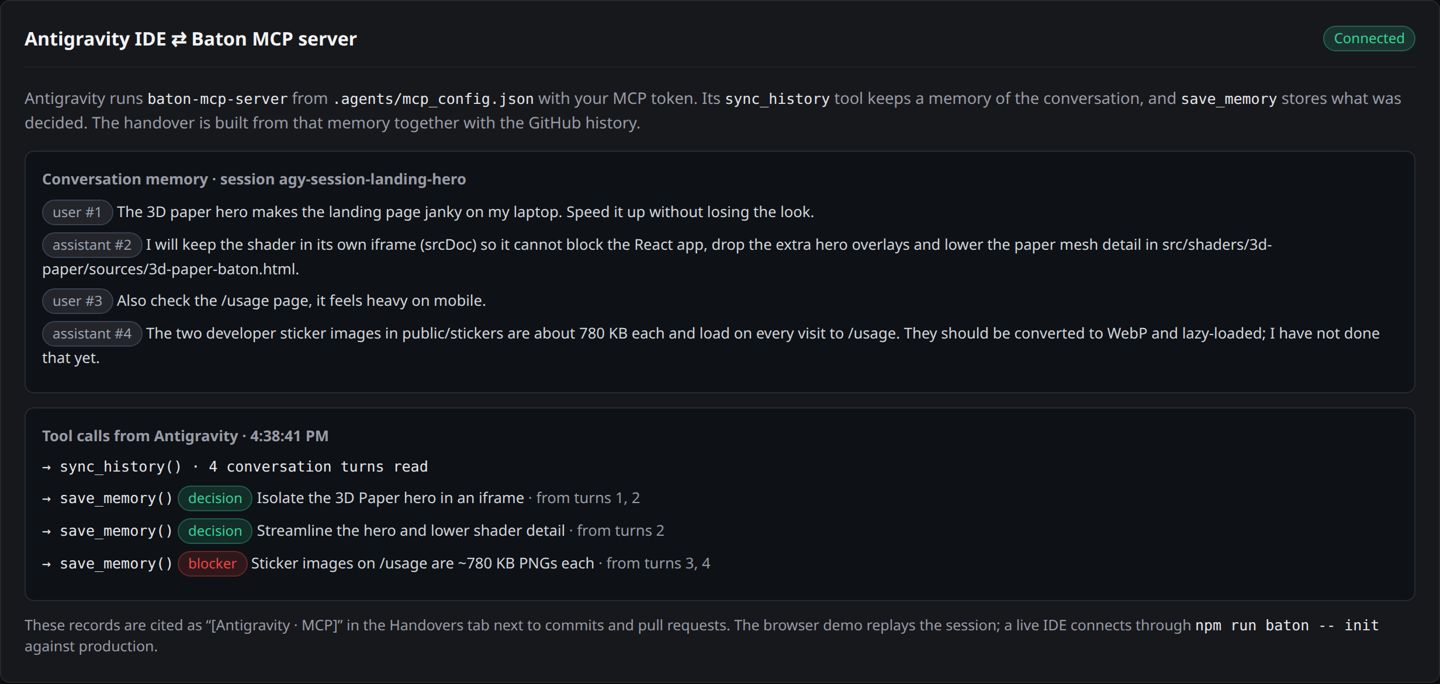 Antigravity IDE ⇄ Baton MCP server
Connected
Antigravity runs baton-mcp-server from .agents/mcp_config.json with your MCP token. Its sync_history tool keeps a memory of the conversation, and save_memory stores what was
decided. The handover is built from that memory together with the GitHub history.
Conversation memory · session agy-session-landing-hero
user #1 The 3D paper hero makes the landing page janky on my laptop. Speed it up without losing the look.
assistant #2 I will keep the shader in its own iframe (srcDoc) so it cannot block the React app, drop the extra hero overlays and lower the paper mesh detail in src/shaders/3d-
paper/sources/3d-paper-baton.html.
user #3 Also check the /usage page, it feels heavy on mobile.
assistant #4 The two developer sticker images in public/stickers are about 780 KB each and load on every visit to /usage. They should be converted to WebP and lazy-loaded; I have not done
that yet.
Tool calls from Antigravity · 4:38:41 PM
→ sync_history() · 4 conversation turns read
→ save_memory() decision Isolate the 3D Paper hero in an iframe · from turns 1, 2
→ save_memory() decision Streamline the hero and lower shader detail · from turns 2
→ save_memory() blocker Sticker images on /usage are ~780 KB PNGs each · from turns 3, 4
These records are cited as “[Antigravity · MCP]” in the Handovers tab next to commits and pull requests. The browser demo replays the session; a live IDE connects through npm run baton -- init
against production.